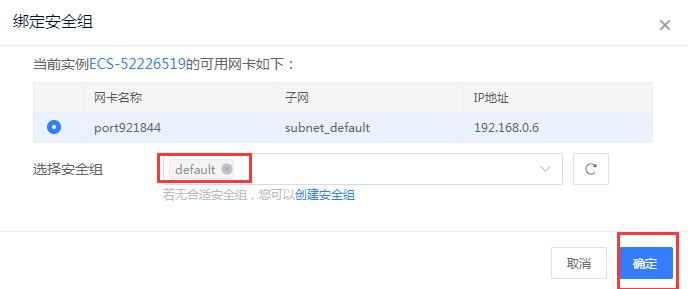 绑定安全组
当前实例ECS-52226519的可用网卡如下：
网卡名称 子网 IP地址
port921844 subnet_default 192.168.0.6
选择安全组 default
若无合适安全组，您可以创建安全组
取消 确定